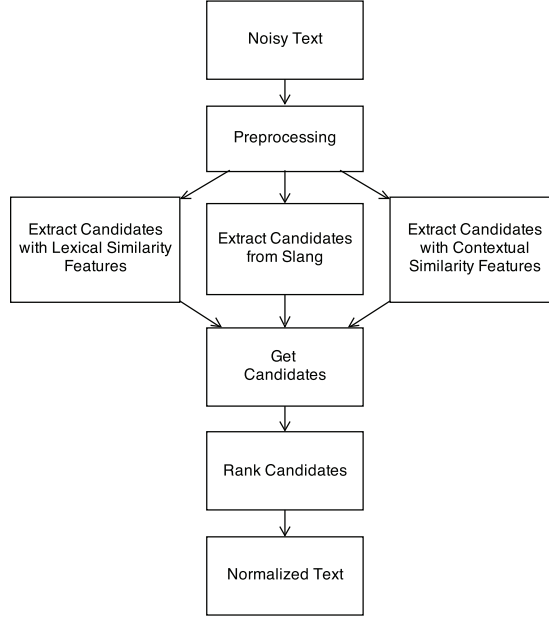 Noisy Text
Preprocessing
Extract Candidates
with Lexical Similarity
Features
Extract Candidates
from Slang
Extract Candidates
with Contextual
Similarity Features
Get
Candidates
Rank Candidates
Normalized Text